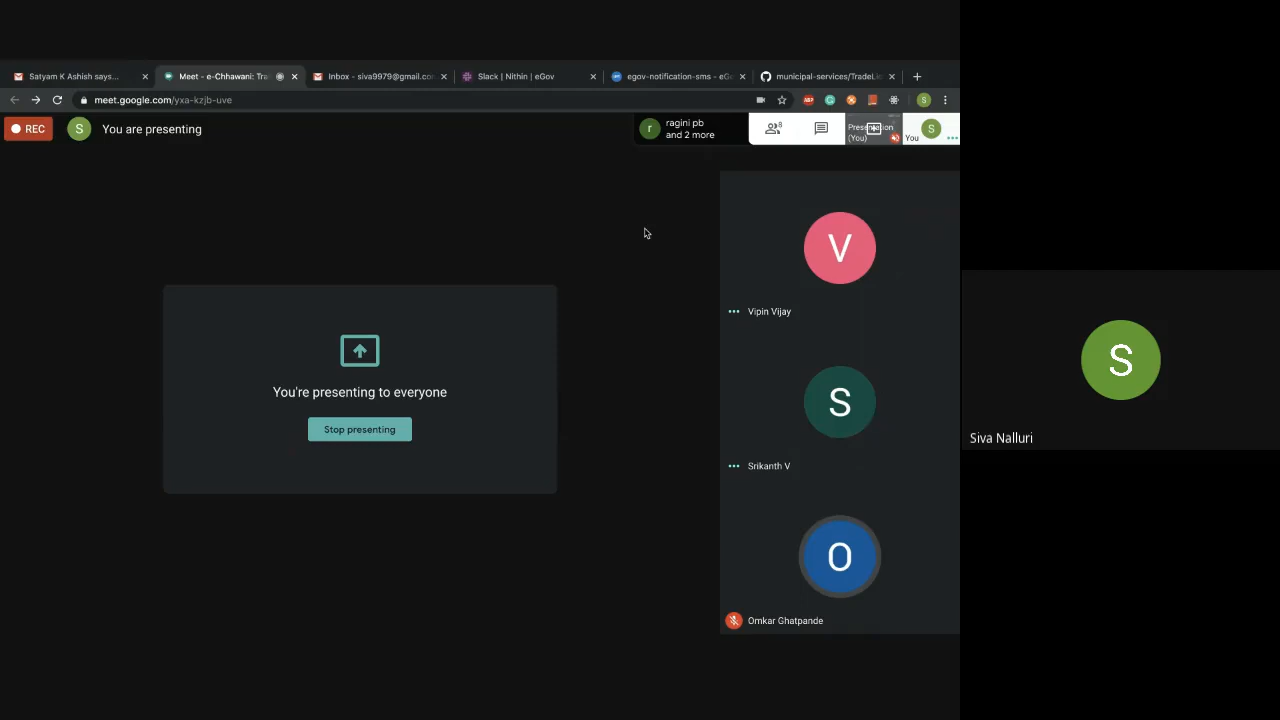 Satyam K Ashish says...
Meet - e-Chhawani: Tra
Inbox - siva9979@gmail.co
Slack | Nithin | eGov
egov-notification-sms - eG
municipal-services/TradeLi
meet.google.com/yxa-kzjb-uve
ABP
S
REC
S
You are presenting
r
ragini pb
and 2 more
8
Presentation
(You)
You
S
V
Vipin Vijay
You're presenting to everyone
Stop presenting
S
Srikanth V
O
Omkar Ghatpande
S
Siva Nalluri